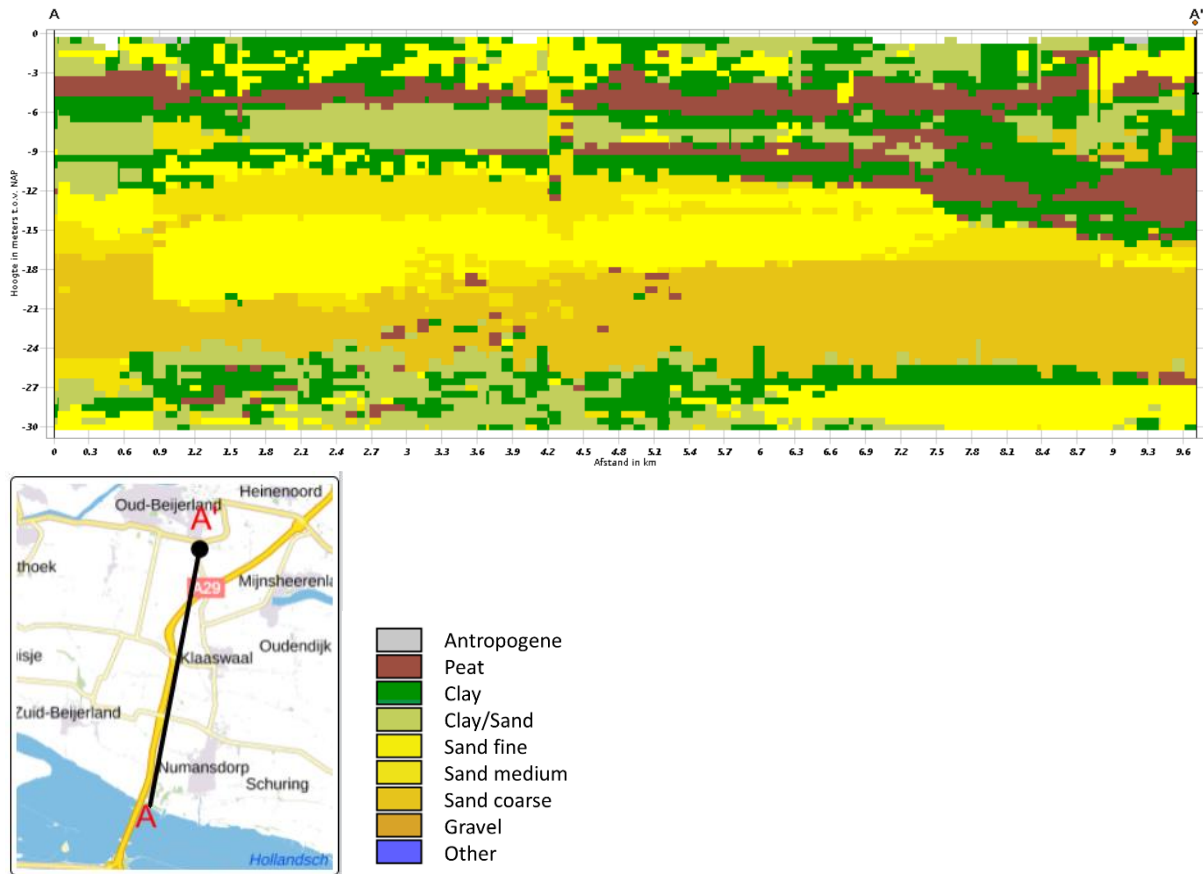 A A'
0
-3
-6
-9
-12
-15
-18
-21
-24
-27
-30
Hoogte in meters t.o.v. NAP
0 0.3 0.6 0.9 1.2 1.5 1.8 2.1 2.4 2.7 3 3.3 3.6 3.9 4.2 4.5 4.8 5.1 5.4 5.7 6 6.3 6.6 6.9 7.2 7.5 7.8 8.1 8.4 8.7 9 9.3 9.6
Afstand in km
Heinenoord
Oud-Beijerland
A'
thoek
A29
Mijnsheerenla
Oudendijk
isje
Klaaswaal
Zuid-Beijerland
Numansdorp
Schuring
A
Hollandsch
Antropogene
Peat
Clay
Clay/Sand
Sand fine
Sand medium
Sand coarse
Gravel
Other